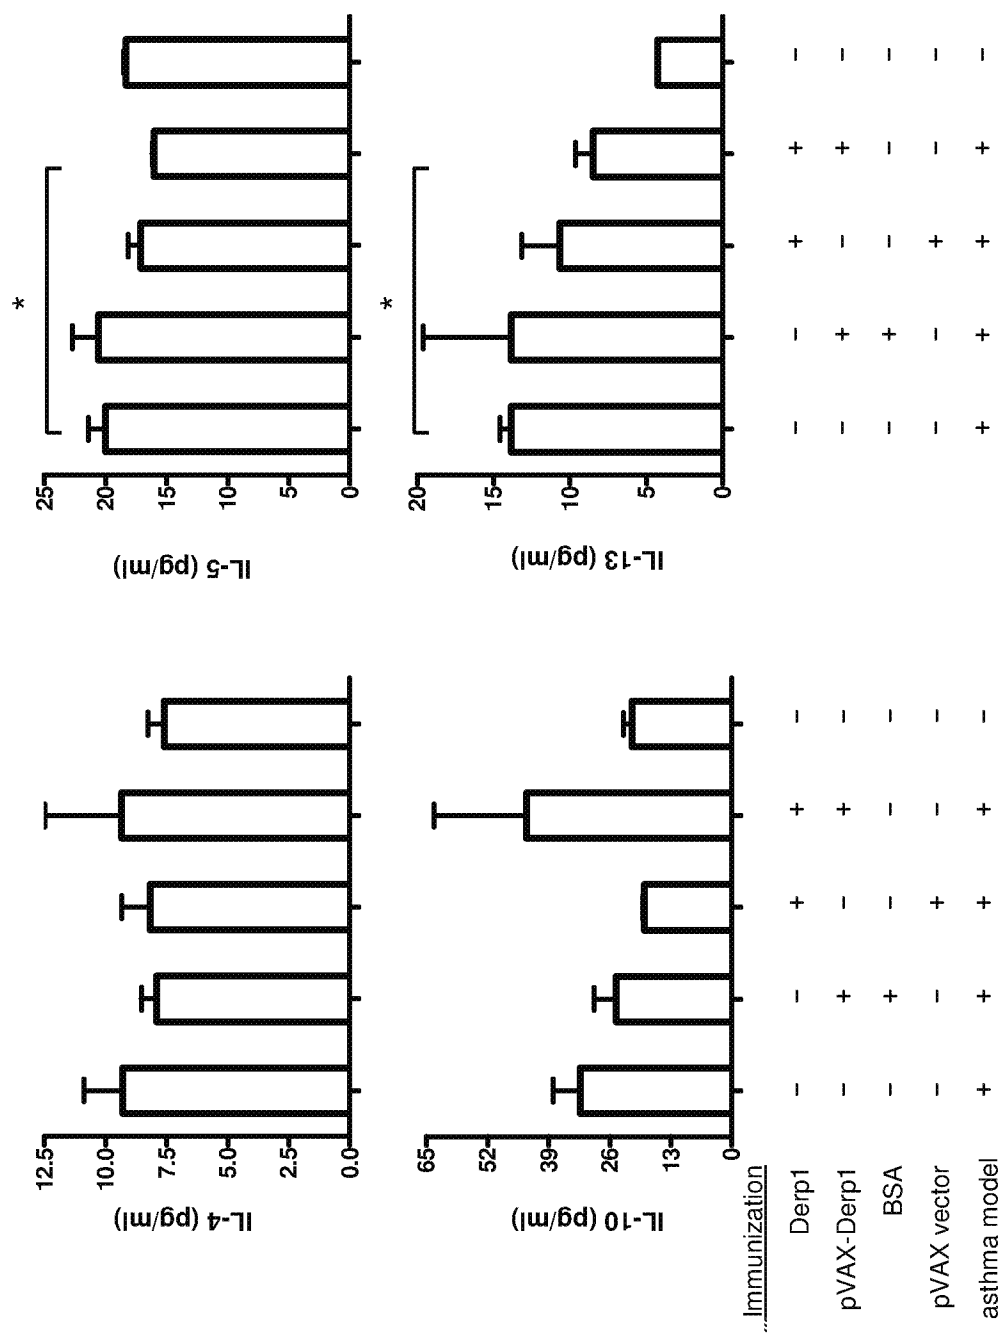 IL-4 (pg/ml)
12.5
10.0
7.5
5.0
2.5
0.0
IL-5 (pg/ml)
25
20
15
10
5
0
*
IL-10 (pg/ml)
65
52
39
26
13
0
IL-13 (pg/ml)
20
15
10
5
0
*
Immunization
Derp1 - - + + - - - + + -
pVAX-Derp1 - + - + - - + - + -
BSA - + - - - - + - - -
pVAX vector - - + - - - - + - -
asthma model + + + + - + + + + -